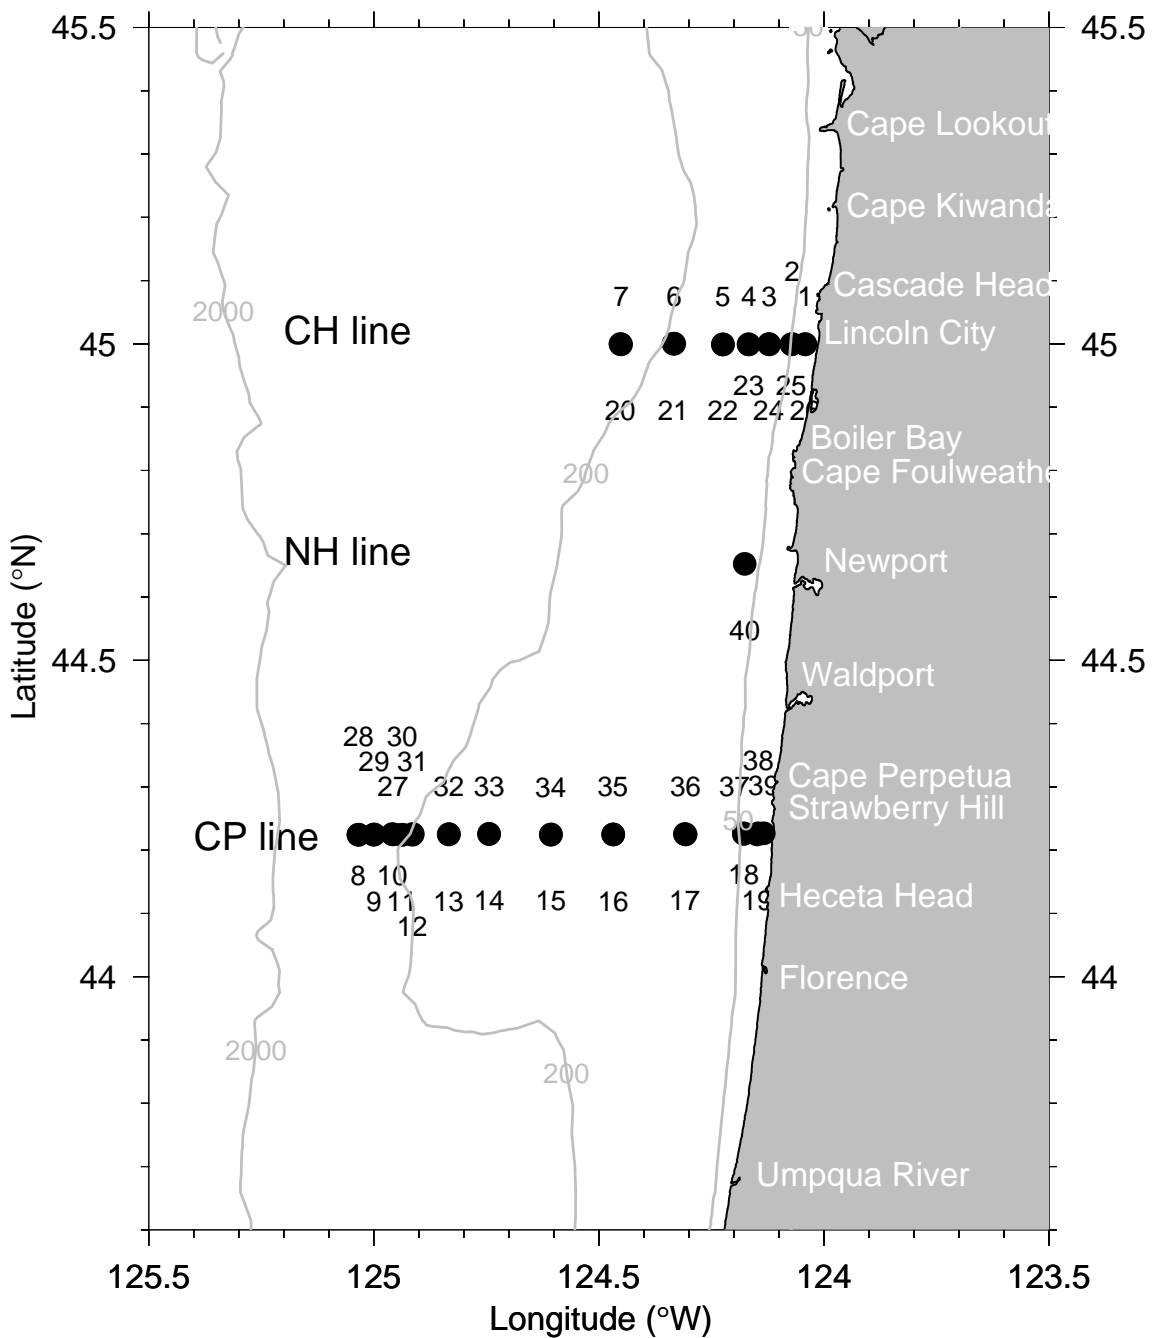 45.5
45.5
50
Cape Lookout
Cape Kiwanda
2
Cascade Head
7 6 5 4 3 1
2000
CH line
Lincoln City
45
45
23 25
20 21 22 24 26
Boiler Bay
200
Cape Foulweathe
NH line
Newport
40
44.5
44.5
Waldport
28 30
29 31
38
27 32 33 34 35 36 37 39
Cape Perpetua
Strawberry Hill
50
CP line
8 10 18
9 11 13 14 15 16 17 19
Heceta Head
12
44
44
Florence
2000
200
Umpqua River
125.5 125 124.5 124 123.5
Longitude (°W)
Latitude (°N)